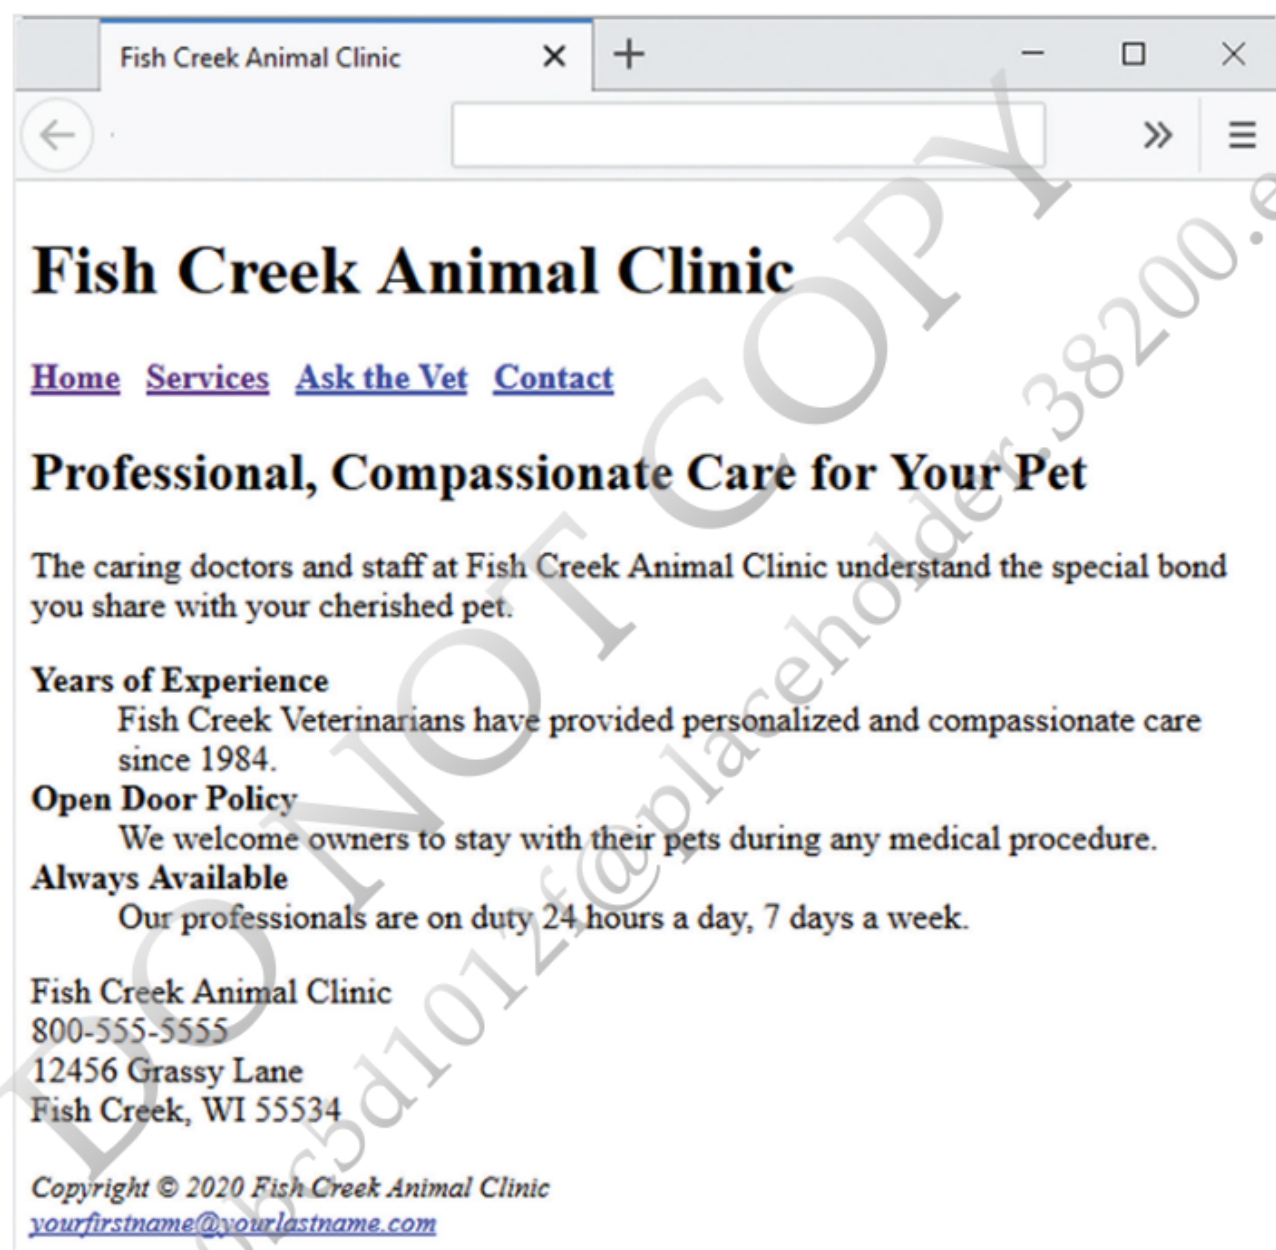 Fish Creek Animal Clinic
Fish Creek Animal Clinic
Home Services Ask the Vet Contact
Professional, Compassionate Care for Your Pet
The caring doctors and staff at Fish Creek Animal Clinic understand the special bond
you share with your cherished pet.
Years of Experience
Fish Creek Veterinarians have provided personalized and compassionate care
since 1984.
Open Door Policy
We welcome owners to stay with their pets during any medical procedure.
Always Available
Our professionals are on duty 24 hours a day, 7 days a week.
Fish Creek Animal Clinic
800-555-5555
12456 Grassy Lane
Fish Creek, WI 55534
Copyright © 2020 Fish Creek Animal Clinic
yourfirstname@yourlastname.com
DO NOT COPY
bc5d1012f@placeholder.38200.e